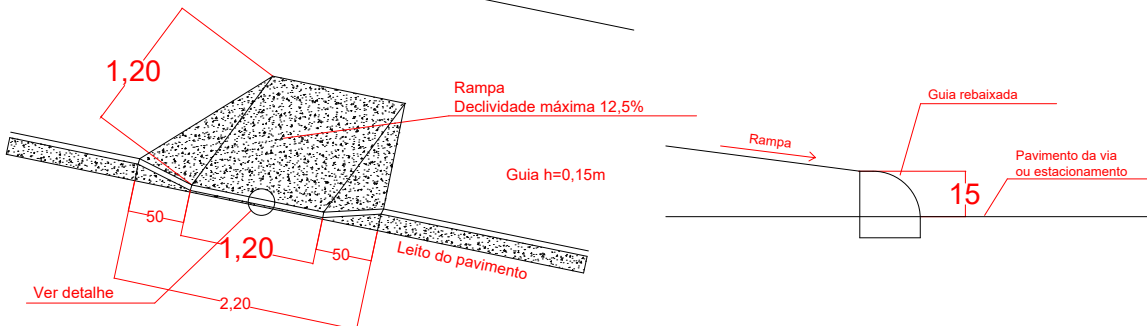 1,20
Rampa
Declividade máxima 12,5%
Guia h=0,15m
50
1,20
50
Leito do pavimento
2,20
Ver detalhe
Guia rebaixada
Rampa
Pavimento da via
ou estacionamento
15